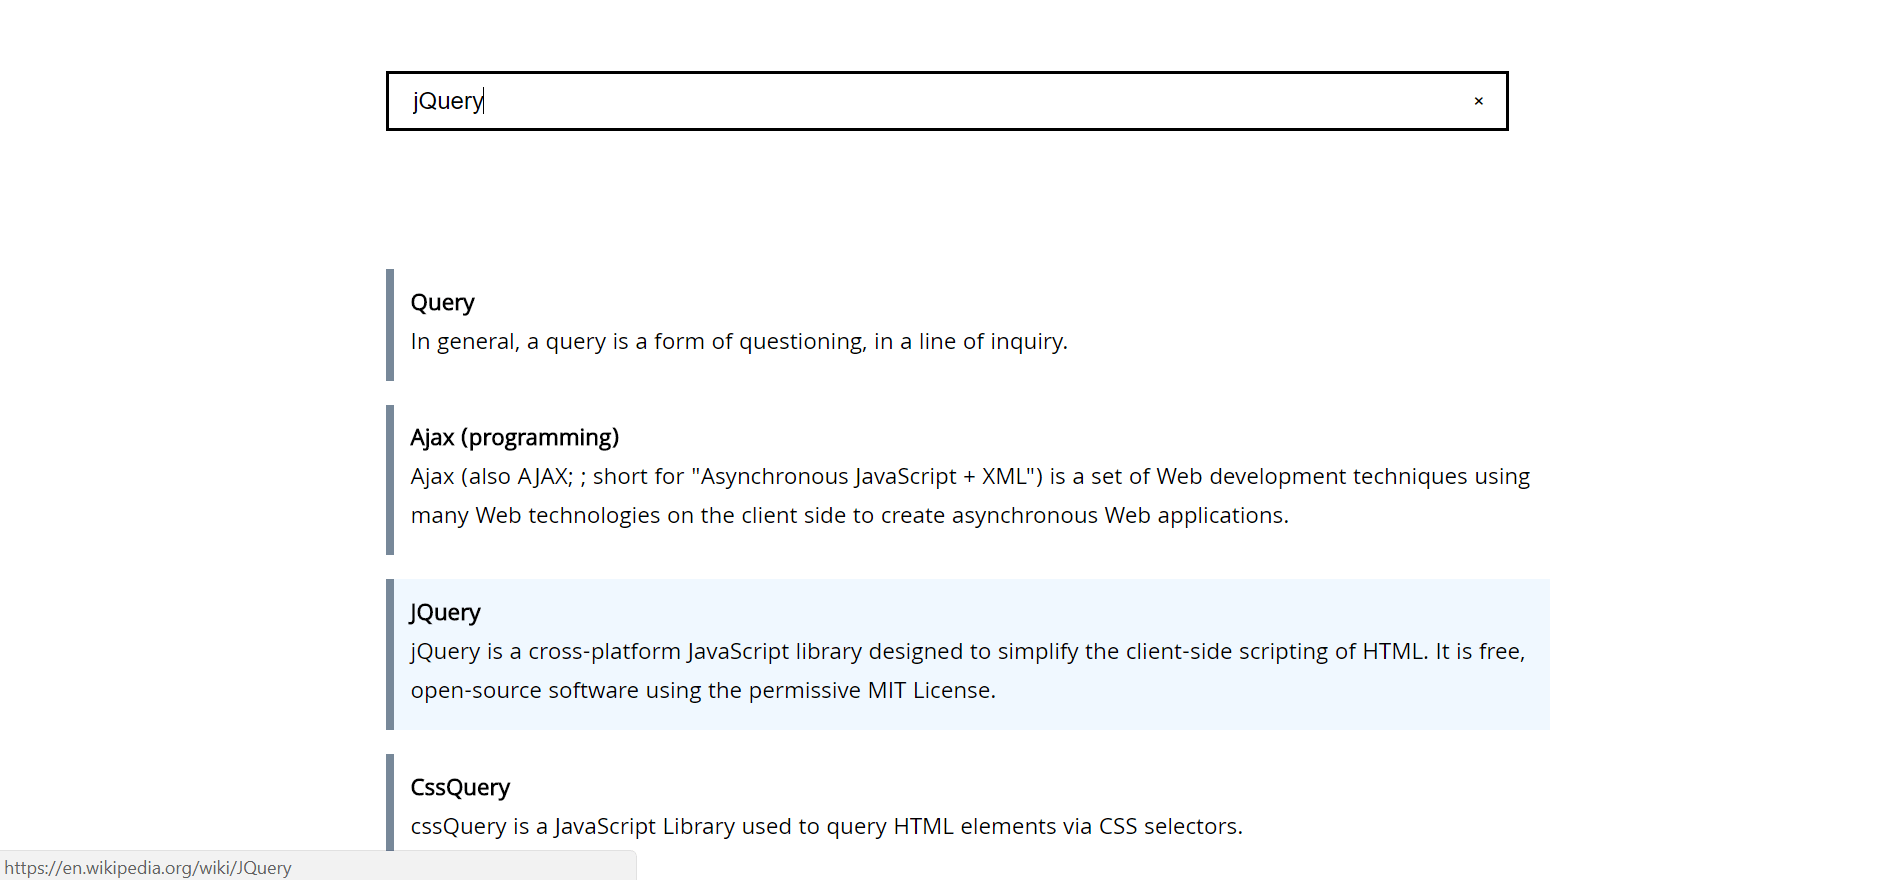 jQuery ×
Query
In general, a query is a form of questioning, in a line of inquiry.
Ajax (programming)
Ajax (also AJAX; ; short for "Asynchronous JavaScript + XML") is a set of Web development techniques using
many Web technologies on the client side to create asynchronous Web applications.
JQuery
jQuery is a cross-platform JavaScript library designed to simplify the client-side scripting of HTML. It is free,
open-source software using the permissive MIT License.
CssQuery
cssQuery is a JavaScript Library used to query HTML elements via CSS selectors.
https://en.wikipedia.org/wiki/JQuery